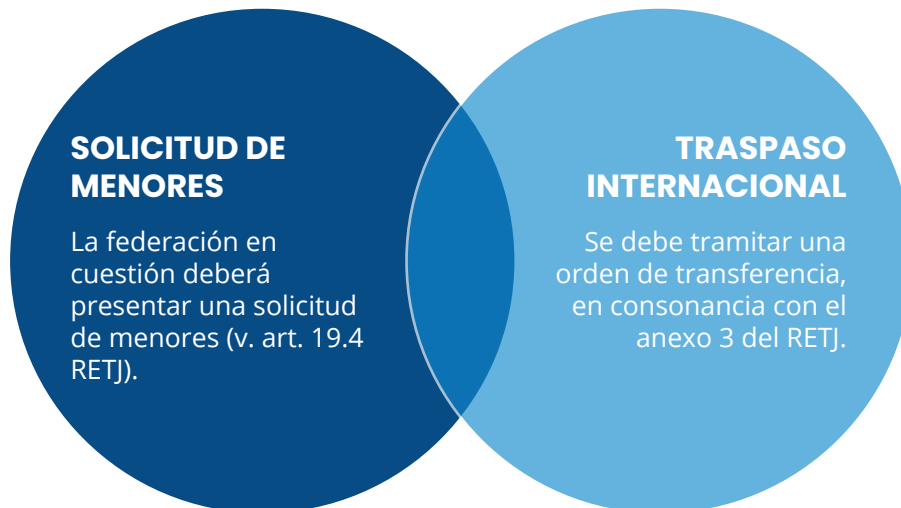 SOLICITUD DE
MENORES
La federación en
cuestión deberá
presentar una solicitud
de menores (v. art. 19.4
RETJ).
TRASPASO
INTERNACIONAL
Se debe tramitar una
orden de transferencia,
en consonancia con el
anexo 3 del RETJ.